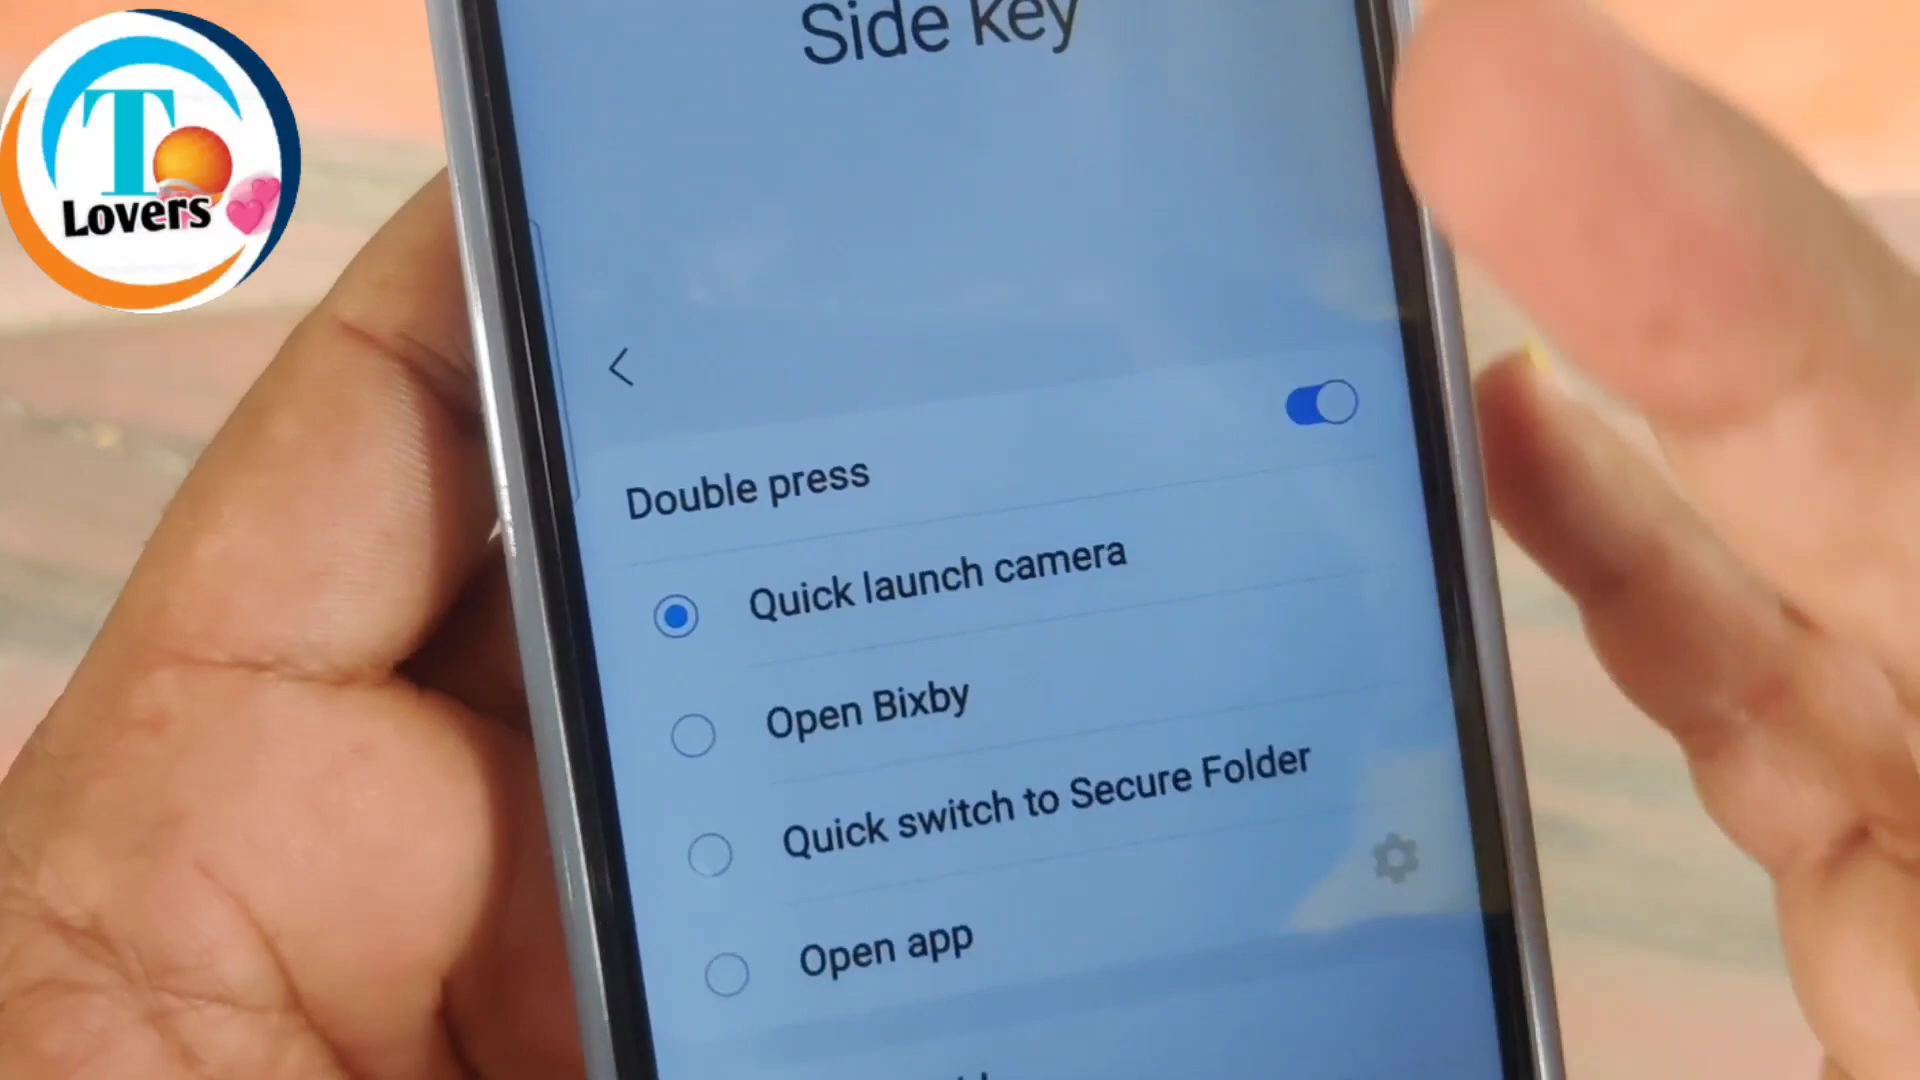 Side key
T
Lovers
Double press
Quick launch camera
Open Bixby
Quick switch to Secure Folder
Open app